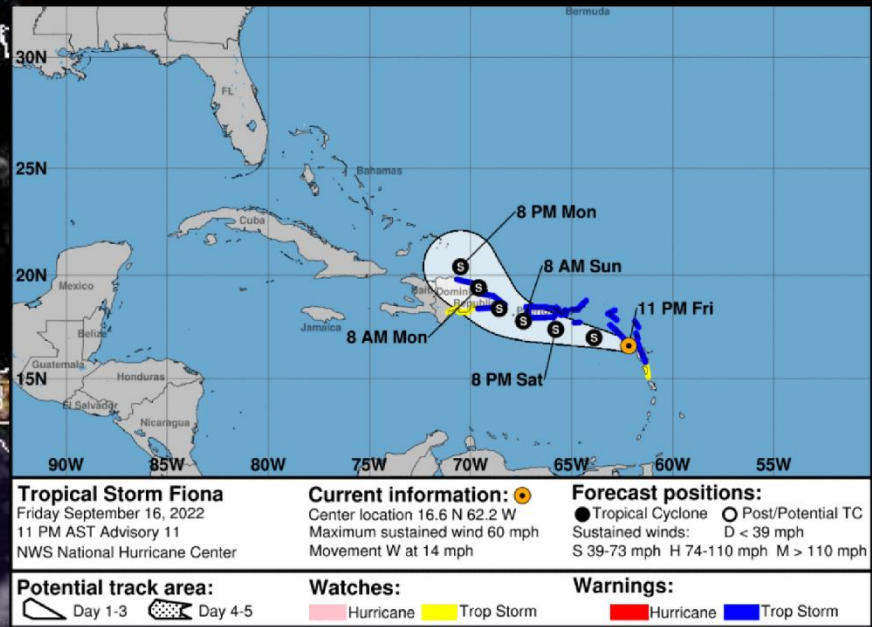 Bermuda
30N
FL
25N
Bahamas
Cuba
8 PM Mon
20N
8 AM Sun
Mexico
Haiti
Dominican
Republic
11 PM Fri
Jamaica
8 AM Mon
Belize
8 PM Sat
Guatemala
Honduras
15N
El Salvador
Nicaragua
S
S
S
S
S
S
90W 85W 80W 75W 70W 65W 60W 55W
Tropical Storm Fiona
Friday September 16, 2022
11 PM AST Advisory 11
NWS National Hurricane Center
Current information:
Center location 16.6 N 62.2 W
Maximum sustained wind 60 mph
Movement W at 14 mph
Forecast positions:
Tropical Cyclone Post/Potential TC
Sustained winds: D < 39 mph
S 39-73 mph H 74-110 mph M > 110 mph
Potential track area:
Day 1-3 Day 4-5
Watches:
Hurricane Trop Storm
Warnings:
Hurricane Trop Storm